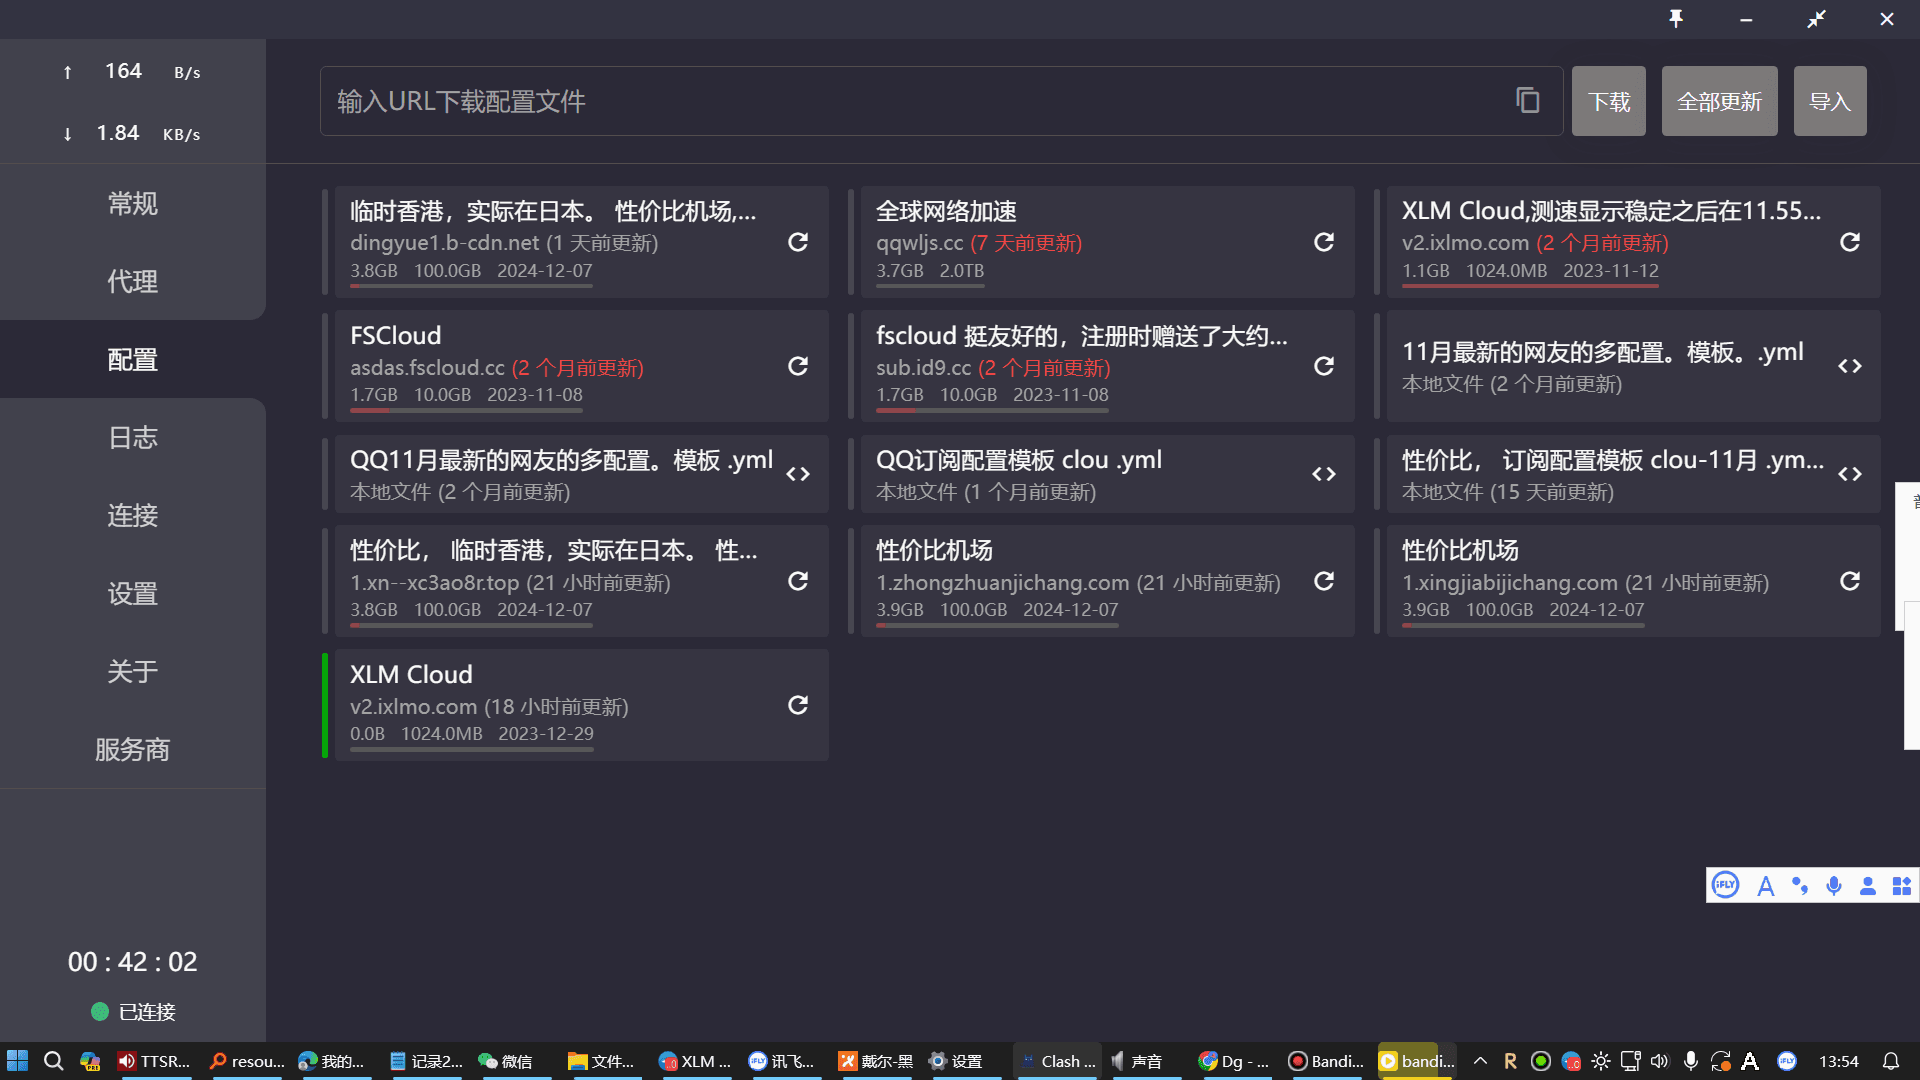 ↑ 164 B/s
↓ 1.84 KB/s
常规
代理
配置
日志
连接
设置
关于
服务商
00 : 42 : 02
已连接
输入URL下载配置文件
下载
全部更新
导入
临时香港，实际在日本。 性价比机场,...
dingyue1.b-cdn.net (1 天前更新)
3.8GB 100.0GB 2024-12-07
全球网络加速
qqwljs.cc (7 天前更新)
3.7GB 2.0TB
XLM Cloud,测速显示稳定之后在11.55...
v2.ixlmo.com (2 个月前更新)
1.1GB 1024.0MB 2023-11-12
FSCloud
asdas.fscloud.cc (2 个月前更新)
1.7GB 10.0GB 2023-11-08
fscloud 挺友好的，注册时赠送了大约...
sub.id9.cc (2 个月前更新)
1.7GB 10.0GB 2023-11-08
11月最新的网友的多配置。模板。.yml
本地文件 (2 个月前更新)
QQ11月最新的网友的多配置。模板 .yml
本地文件 (2 个月前更新)
QQ订阅配置模板 clou .yml
本地文件 (1 个月前更新)
性价比， 订阅配置模板 clou-11月 .ym...
本地文件 (15 天前更新)
性价比， 临时香港，实际在日本。 性...
1.xn--xc3ao8r.top (21 小时前更新)
3.8GB 100.0GB 2024-12-07
性价比机场
1.zhongzhuanjichang.com (21 小时前更新)
3.9GB 100.0GB 2024-12-07
性价比机场
1.xingjiabijichang.com (21 小时前更新)
3.9GB 100.0GB 2024-12-07
XLM Cloud
v2.ixlmo.com (18 小时前更新)
0.0B 1024.0MB 2023-12-29
iFLY A
TTSR... resou... 我的... 记录2... 微信 文件... XLM ... 讯飞... 戴尔-黑 设置 Clash ... 声音 Dg - ... Bandi... bandi... R A iFLY 13:54